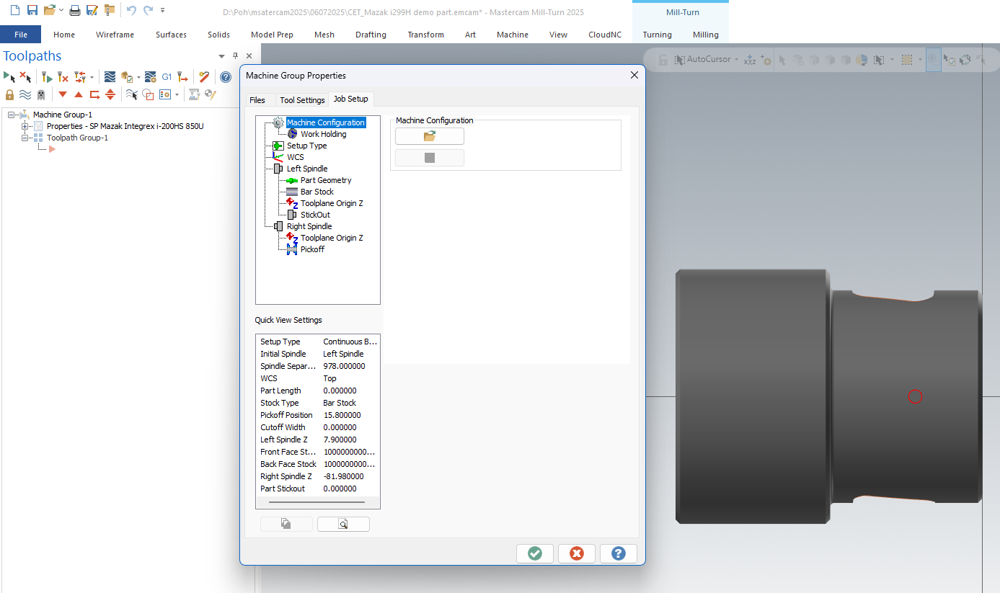 D:\Poh\msatercam2025\06072025\CET_Mazak i299H demo part.emcam* - Mastercam Mill-Turn 2025
Mill-Turn
File Home Wireframe Surfaces Solids Model Prep Mesh Drafting Transform Art Machine View CloudNC Turning Milling
Toolpaths
AutoCursor
X,Y,Z
G1
Machine Group-1
Properties - SP Mazak Integrex i-200HS 850U
Toolpath Group-1
Machine Group Properties
Files Tool Settings Job Setup
Machine Configuration
Work Holding
Setup Type
WCS
Left Spindle
Part Geometry
Bar Stock
Toolplane Origin Z
StickOut
Right Spindle
Toolplane Origin Z
Pickoff
Machine Configuration
Quick View Settings
Setup Type Continuous B...
Initial Spindle Left Spindle
Spindle Separ... 978.000000
WCS Top
Part Length 0.000000
Stock Type Bar Stock
Pickoff Position 15.800000
Cutoff Width 0.000000
Left Spindle Z 7.900000
Front Face St... 1000000000...
Back Face Stock 1000000000...
Right Spindle Z -81.980000
Part Stickout 0.000000